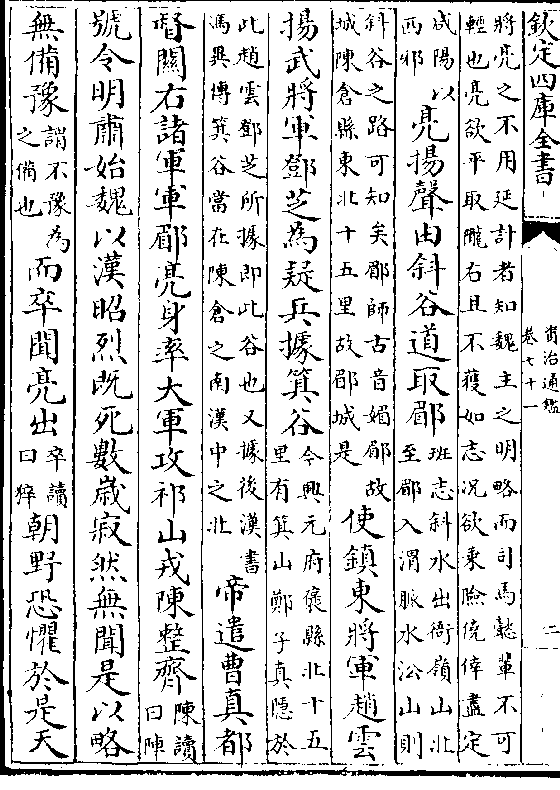 欽定四庫全書
資治通鑑
卷七十一
二
將亮之不用延計者知魏主之明略而司馬懿輩不可
輕也亮欲平取隴右且不獲如志況欲乗險僥倖盡定
咸陽以
西邪
亮揚聲由斜谷道取郿
班志斜水出衙嶺山北
至郿入渭脈水沿山則
斜谷之路可知矣郿師古音媚郿故
城陳倉縣東北十五里故郿城是
使鎮東將軍趙雲
揚武將軍鄧芝為疑兵據箕谷
今興元府褒縣北十五
里有箕山鄭子真隱於
此趙雲鄧芝所據即此谷也又據後漢書
馮異傳箕谷當在陳倉之南漢中之北
帝遣曹真都
督關右諸軍軍郿亮身率大軍攻祁山戎陳整齊
陳讀
曰陣
號令明肅始魏以漢昭烈既死數歲寂然無聞是以略
無備豫
謂不豫為
之備也
而卒聞亮出
卒讀
曰猝
朝野恐懼於是天